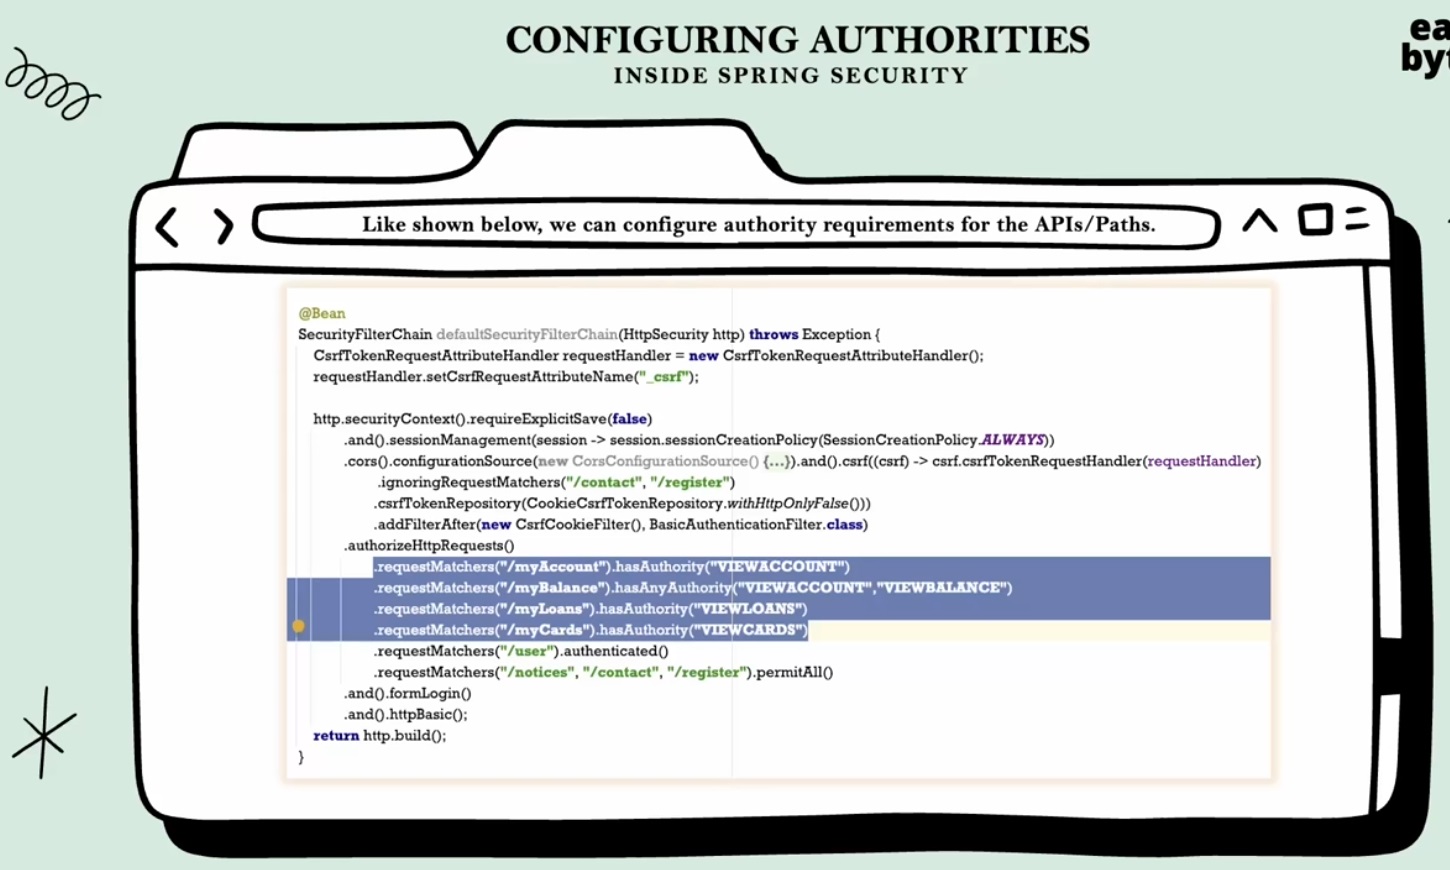 CONFIGURING AUTHORITIES
INSIDE SPRING SECURITY
ea
byt
Like shown below, we can configure authority requirements for the APIs/Paths.
@Bean
SecurityFilterChain defaultSecurityFilterChain(HttpSecurity http) throws Exception {
CsrfTokenRequestAttributeHandler requestHandler = new CsrfTokenRequestAttributeHandler();
requestHandler.setCsrfRequestAttributeName("_csrf");
http.securityContext().requireExplicitSave(false)
.and().sessionManagement(session -> session.sessionCreationPolicy(SessionCreationPolicy.ALWAYS))
.cors().configurationSource(new CorsConfigurationSource() {...}).and().csrf((csrf) -> csrf.csrfTokenRequestHandler(requestHandler)
.ignoringRequestMatchers("/contact", "/register")
.csrfTokenRepository(CookieCsrfTokenRepository.withHttpOnlyFalse()))
.addFilterAfter(new CsrfCookieFilter(), BasicAuthenticationFilter.class)
.authorizeHttpRequests()
.requestMatchers("/myAccount").hasAuthority("VIEWACCOUNT")
.requestMatchers("/myBalance").hasAnyAuthority("VIEWACCOUNT","VIEWBALANCE")
.requestMatchers("/myLoans").hasAuthority("VIEWLOANS")
.requestMatchers("/myCards").hasAuthority("VIEWCARDS")
.requestMatchers("/user").authenticated()
.requestMatchers("/notices", "/contact", "/register").permitAll()
.and().formLogin()
.and().httpBasic();
return http.build();
}